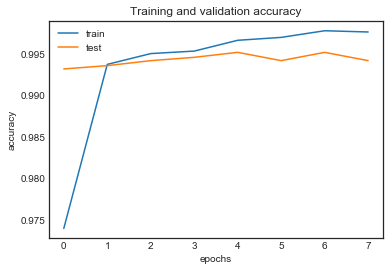 Training and validation accuracy
train
test
0.995
0.990
0.985
0.980
0.975
accuracy
0 1 2 3 4 5 6 7
epochs